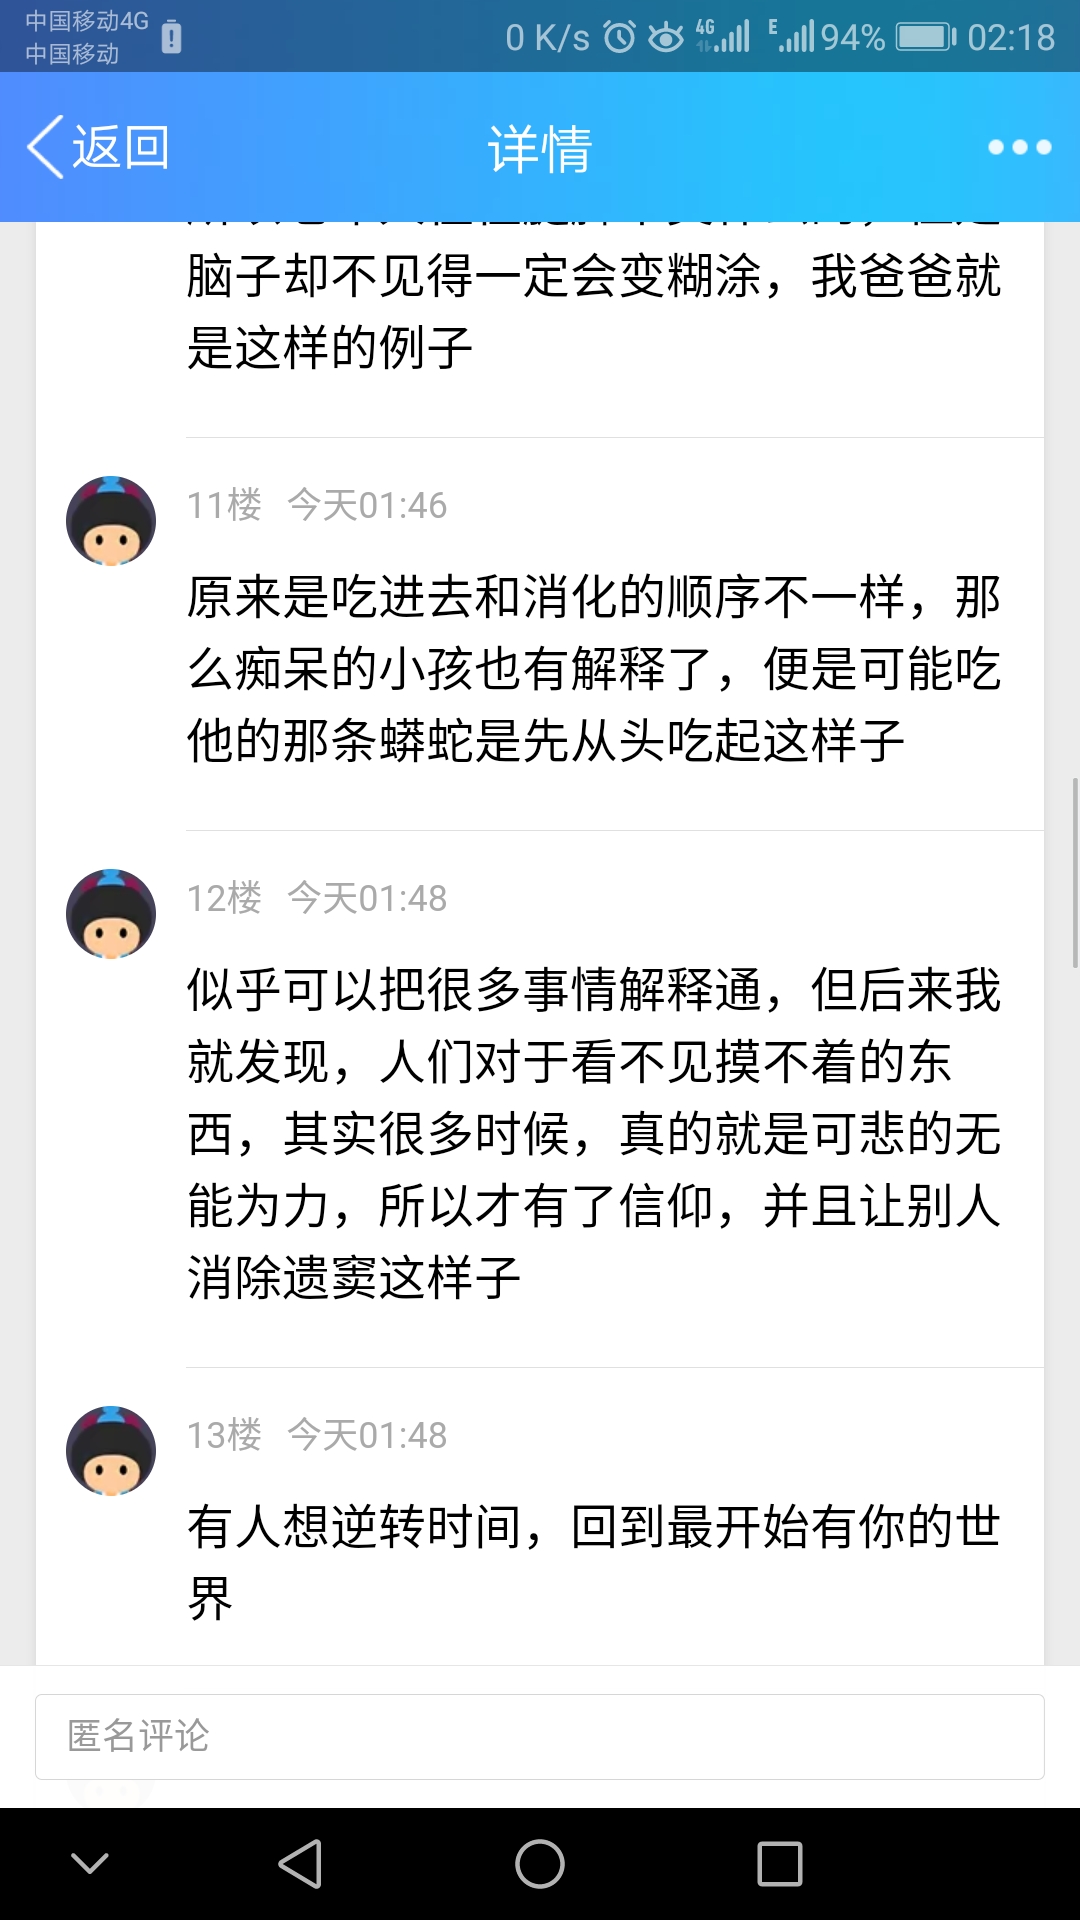 中国移动4G
中国移动
0 K/s 4G E 94% 02:18
返回 详情
脑子却不见得一定会变糊涂，我爸爸就
是这样的例子
11楼 今天01:46
原来是吃进去和消化的顺序不一样，那
么痴呆的小孩也有解释了，便是可能吃
他的那条蟒蛇是先从头吃起这样子
12楼 今天01:48
似乎可以把很多事情解释通，但后来我
就发现，人们对于看不见摸不着的东
西，其实很多时候，真的就是可悲的无
能为力，所以才有了信仰，并且让别人
消除遗窦这样子
13楼 今天01:48
有人想逆转时间，回到最开始有你的世
界
匿名评论